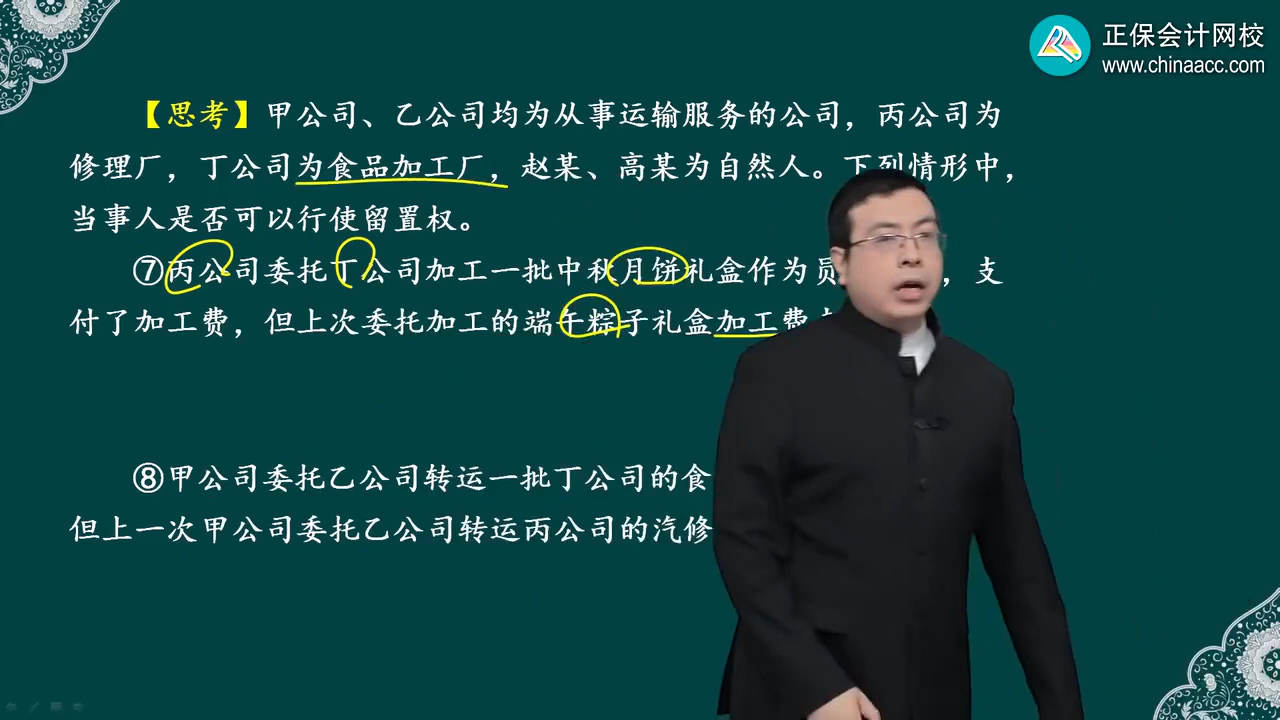 正保会计网校
www.chinaacc.com
【思考】甲公司、乙公司均为从事运输服务的公司，丙公司为
修理厂，丁公司为食品加工厂，赵某、高某为自然人。下列情形中，
当事人是否可以行使留置权。
⑦丙公司委托丁公司加工一批中秋月饼礼盒作为员，支
付了加工费，但上次委托加工的端午粽子礼盒加工费
⑧甲公司委托乙公司转运一批丁公司的食
但上一次甲公司委托乙公司转运丙公司的汽修